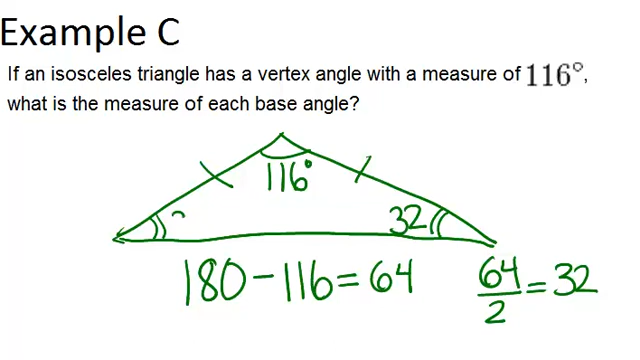 Example C
If an isosceles triangle has a vertex angle with a measure of 116°,
what is the measure of each base angle?
116°
32
180 - 116 = 64
64/2 = 32